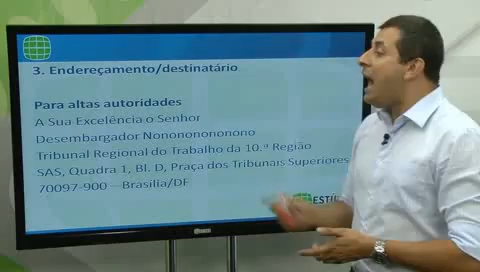 3. Endereçamento/destinatário
Para altas autoridades
A Sua Excelência o Senhor
Desembargador Nonononononono
Tribunal Regional do Trabalho da 10.ª Região
SAS, Quadra 1, Bl. D, Praça dos Tribunais Superiores
70097-900 – Brasília/DF